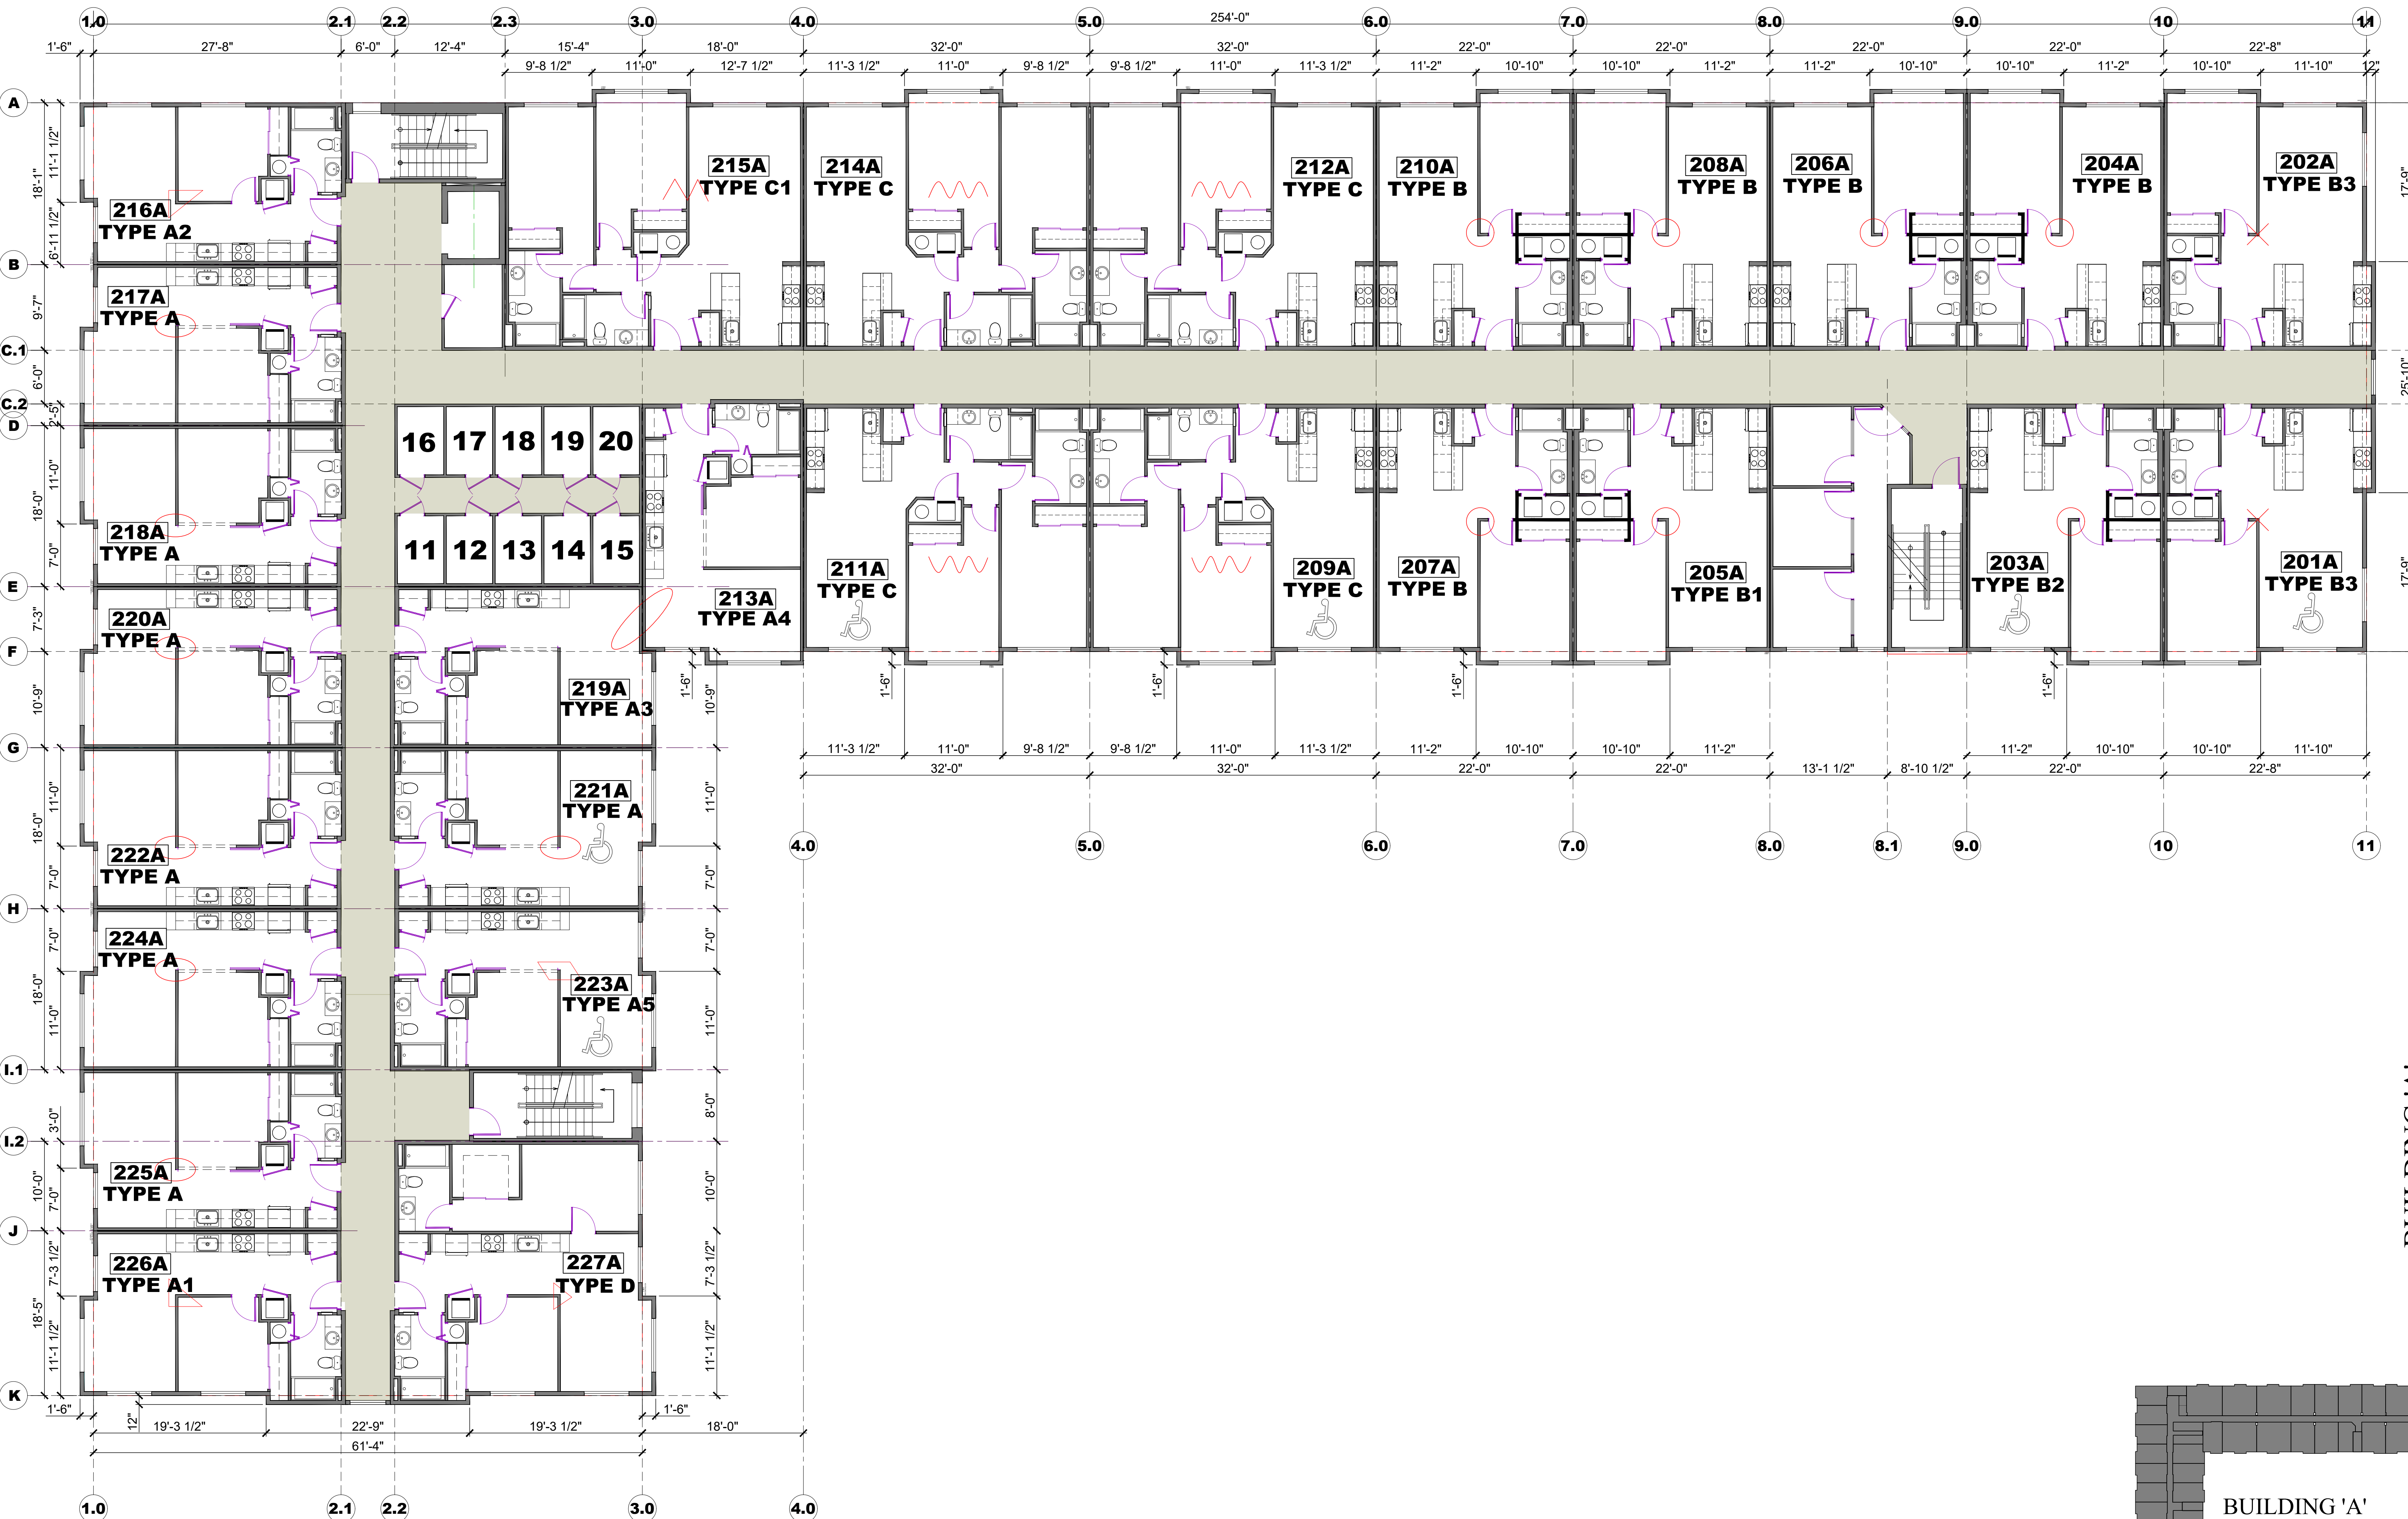 1.0 2.1 2.2 2.3 3.0 4.0 5.0 6.0 7.0 8.0 9.0 10 11
254'-0"
1'-6" 27'-8" 6'-0" 12'-4" 15'-4" 18'-0" 32'-0" 32'-0" 22'-0" 22'-0" 22'-0" 22'-0" 22'-8"
9'-8 1/2" 11'-0" 12'-7 1/2" 11'-3 1/2" 11'-0" 9'-8 1/2" 9'-8 1/2" 11'-0" 11'-3 1/2" 11'-2" 10'-10" 10'-10" 11'-2" 11'-2" 10'-10" 10'-10" 11'-2" 10'-10" 11'-10" 12"
A
B
C.1
C.2
D
E
F
G
H
I.1
I.2
J
K
18'-1"
11'-1 1/2"
6'-11 1/2"
9'-7"
6'-0"
2'-5"
18'-0"
11'-0"
7'-0"
7'-3"
10'-9"
18'-0"
11'-0"
7'-0"
18'-0"
7'-0"
11'-0"
3'-0"
10'-0"
7'-0"
18'-5"
7'-3 1/2"
11'-1 1/2"
215A
TYPE C1
214A
TYPE C
212A
TYPE C
210A
TYPE B
208A
TYPE B
206A
TYPE B
204A
TYPE B
202A
TYPE B3
17'-9"
25'-10"
17'-9"
216A
TYPE A2
217A
TYPE A
218A
TYPE A
16 17 18 19 20
11 12 13 14 15
213A
TYPE A4
211A
TYPE C
209A
TYPE C
207A
TYPE B
205A
TYPE B1
203A
TYPE B2
201A
TYPE B3
220A
TYPE A
219A
TYPE A3
221A
TYPE A
222A
TYPE A
224A
TYPE A
223A
TYPE A5
225A
TYPE A
226A
TYPE A1
227A
TYPE D
1'-6" 1'-6" 1'-6" 1'-6" 1'-6"
10'-9"
11'-0"
7'-0"
7'-0"
11'-0"
8'-0"
10'-0"
7'-3 1/2"
11'-1 1/2"
11'-3 1/2" 11'-0" 9'-8 1/2" 9'-8 1/2" 11'-0" 11'-3 1/2" 11'-2" 10'-10" 10'-10" 11'-2" 11'-2" 10'-10" 10'-10" 11'-10"
32'-0" 32'-0" 22'-0" 22'-0" 13'-1 1/2" 8'-10 1/2" 22'-0" 22'-8"
4.0 5.0 6.0 7.0 8.0 8.1 9.0 10 11
1'-6" 12" 1'-6"
19'-3 1/2" 22'-9" 19'-3 1/2" 18'-0"
61'-4"
1.0 2.1 2.2 3.0 4.0
BUILDING 'A'